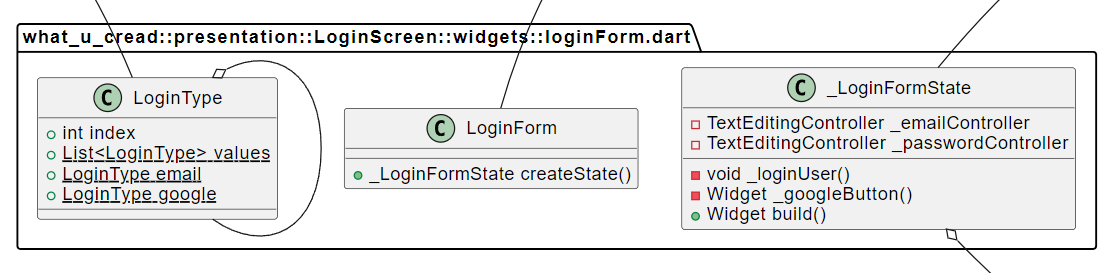 what_u_cread::presentation::LoginScreen::widgets::loginForm.dart
C LoginType
int index
List<LoginType> values
LoginType email
LoginType google
C LoginForm
_LoginFormState createState()
C _LoginFormState
TextEditingController _emailController
TextEditingController _passwordController
void _loginUser()
Widget _googleButton()
Widget build()